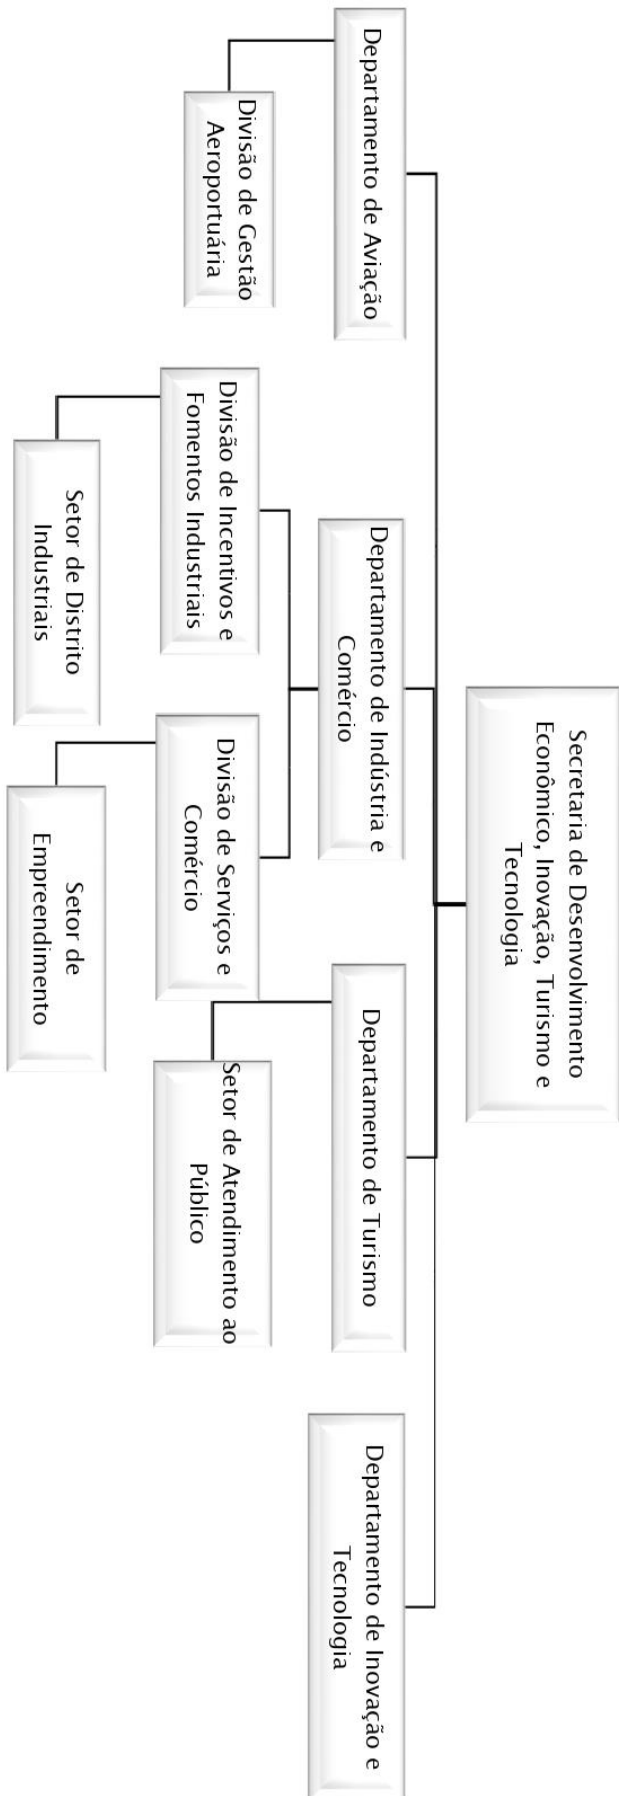 Secretaria de Desenvolvimento
Econômico, Inovação, Turismo e
Tecnologia
Departamento de Aviação
Departamento de Indústria e
Comércio
Departamento de Turismo
Departamento de Inovação e
Tecnologia
Divisão de Gestão
Aeroportuária
Divisão de Incentivos e
Fomentos Industriais
Divisão de Serviços e
Comércio
Setor de Atendimento ao
Público
Setor de Distrito
Industriais
Setor de
Empreendimento